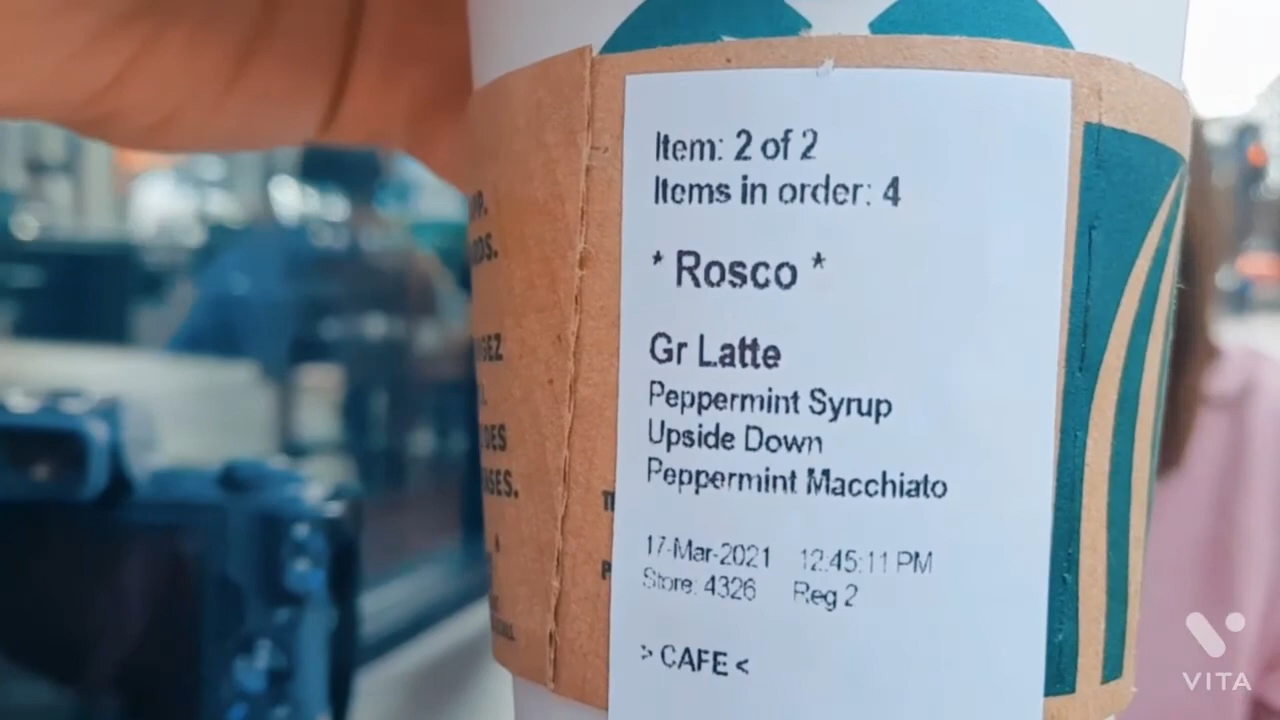 Item: 2 of 2
Items in order: 4
* Rosco *
Gr Latte
Peppermint Syrup
Upside Down
Peppermint Macchiato
17-Mar-2021 12:45:11 PM
Store: 4326 Reg 2
> CAFE <
VITA